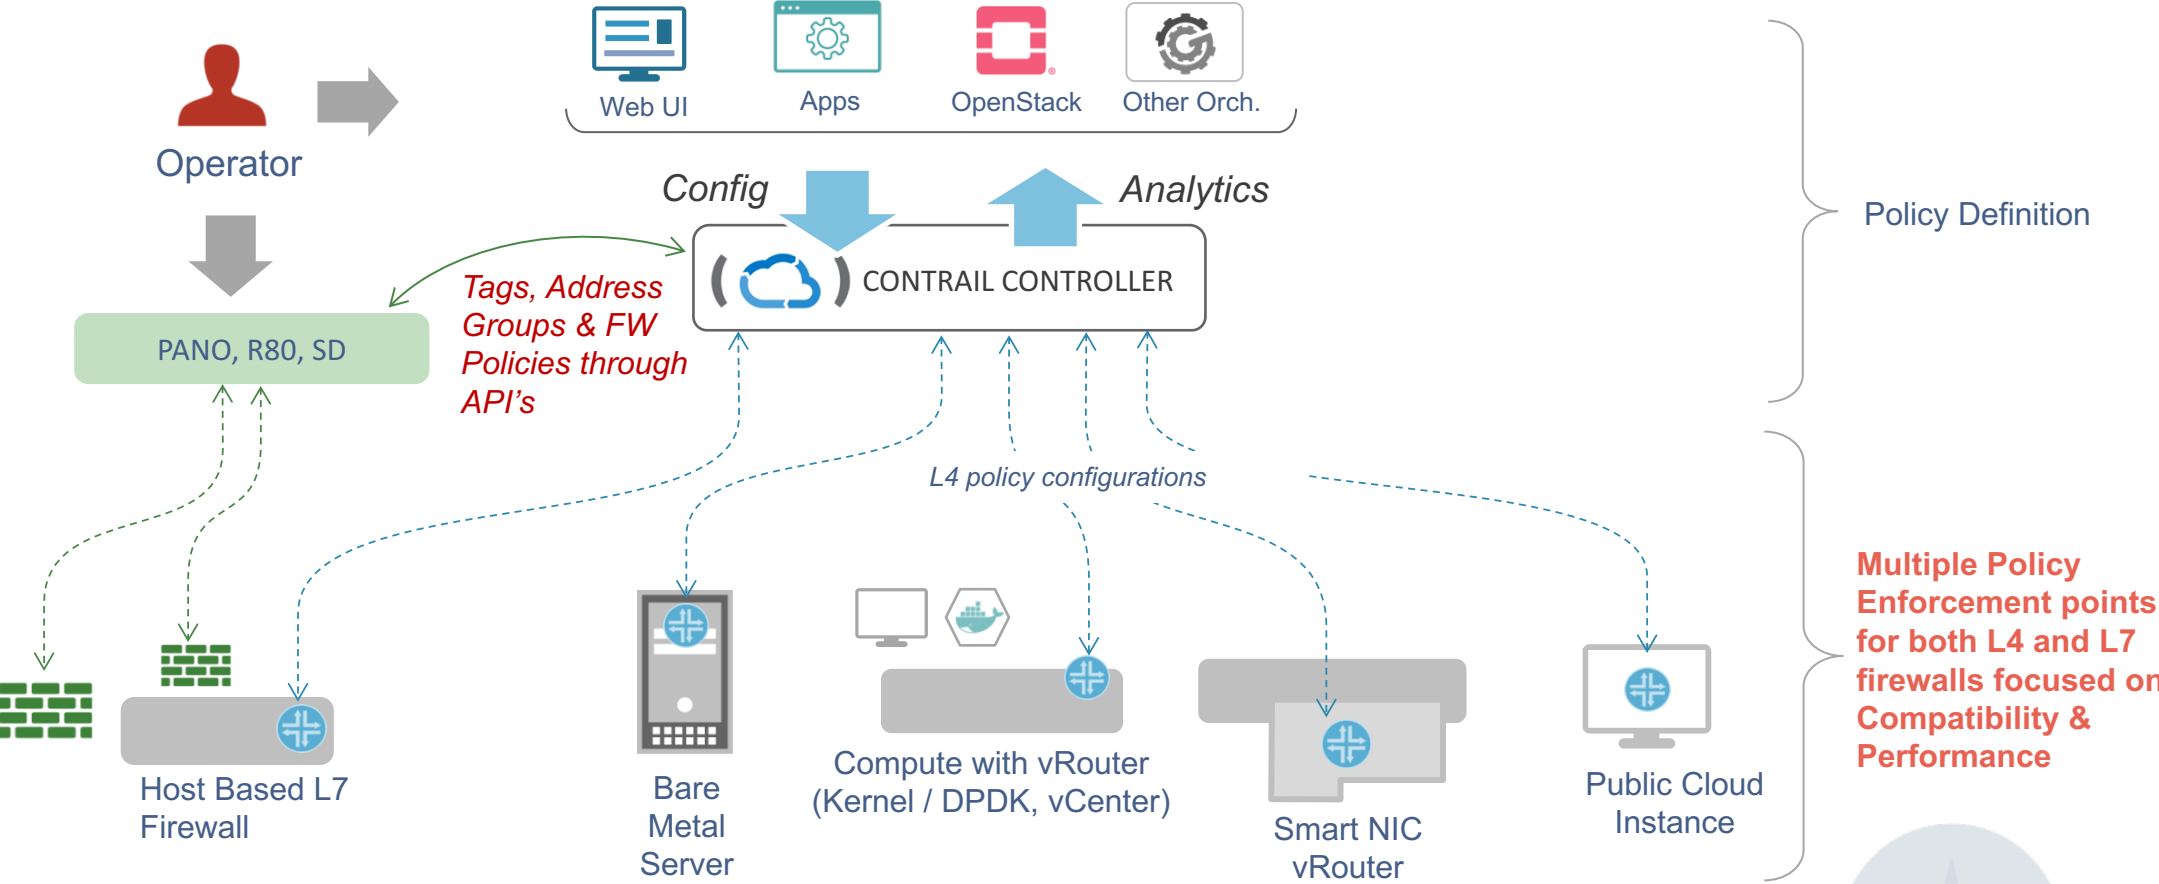 Web UI
Apps
OpenStack
Other Orch.
Operator
Config
Analytics
Policy Definition
CONTRAIL CONTROLLER
Tags, Address
Groups & FW
Policies through
API’s
PANO, R80, SD
L4 policy configurations
Multiple Policy
Enforcement points
for both L4 and L7
firewalls focused on
Compatibility &
Performance
Host Based L7
Firewall
Bare
Metal
Server
Compute with vRouter
(Kernel / DPDK, vCenter)
Smart NIC
vRouter
Public Cloud
Instance